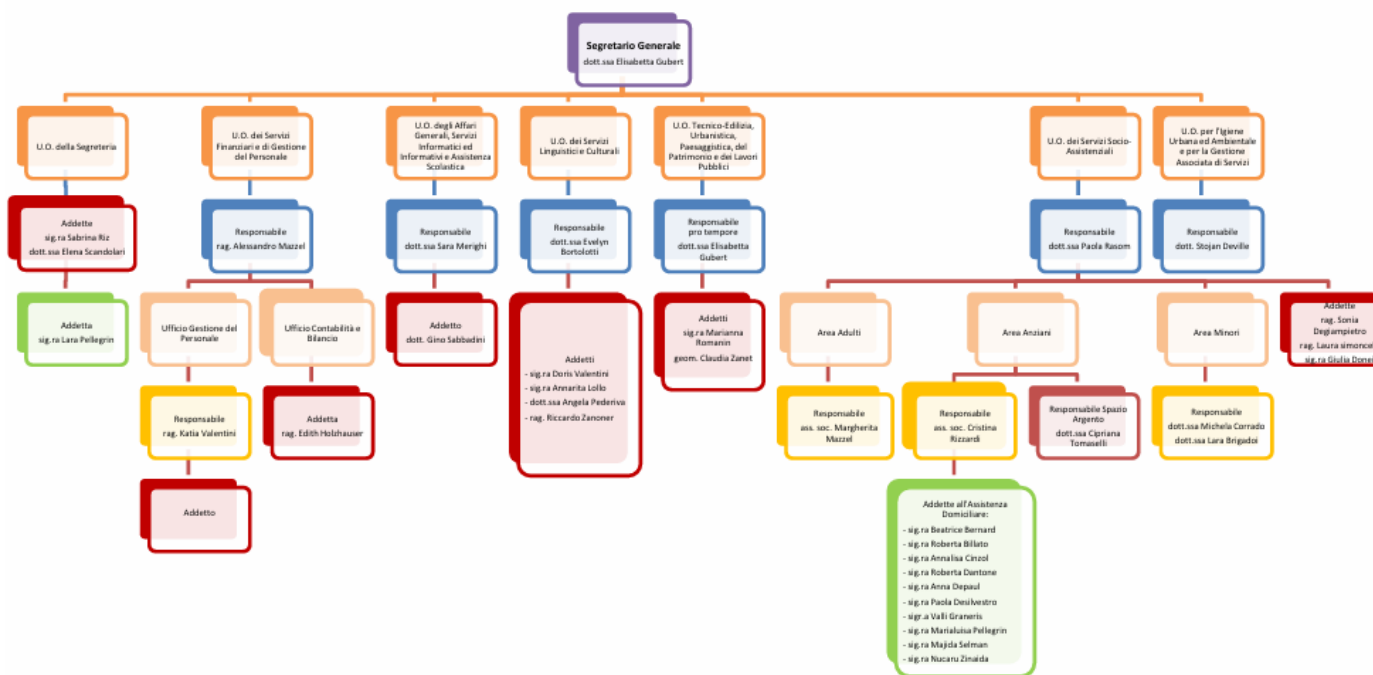 Segretario Generale
dott.ssa Elisabetta Gubert
U.O. della Segreteria
U.O. dei Servizi
Finanziari e di Gestione
del Personale
U.O. degli Affari
Generali, Servizi
Informatici ed
Informativi e Assistenza
Scolastica
U.O. dei Servizi
Linguistici e Culturali
U.O. Tecnico-Edilizia,
Urbanistica,
Paesaggistica, del
Patrimonio e dei Lavori
Pubblici
U.O. dei Servizi Socio-
Assistenziali
U.O. per l'Igiene
Urbana ed Ambientale
e per la Gestione
Associata di Servizi
Addette
sig.ra Sabrina Riz
dott.ssa Elena Scandolari
Responsabile
rag. Alessandro Mazzel
Responsabile
dott.ssa Sara Merighi
Responsabile
dott.ssa Evelyn
Bortolotti
Responsabile
pro tempore
dott.ssa Elisabetta
Gubert
Responsabile
dott.ssa Paola Rasom
Responsabile
dott. Stojan Deville
Addetta
sig.ra Lara Pellegrin
Ufficio Gestione del
Personale
Ufficio Contabilità e
Bilancio
Addetto
dott. Gino Sabbadini
Addetti
- sig.ra Doris Valentini
- sig.ra Annarita Lollo
- dott.ssa Angela Pederiva
- rag. Riccardo Zanoner
Addetti
sig.ra Marianna
Romanin
geom. Claudia Zanet
Area Adulti
Area Anziani
Area Minori
Addette
rag. Sonia
Degiampietro
rag. Laura simoncel
sig.ra Giulia Donei
Responsabile
rag. Katia Valentini
Addetta
rag. Edith Holzhauser
Responsabile
ass. soc. Margherita
Mazzel
Responsabile
ass. soc. Cristina
Rizzardi
Responsabile Spazio
Argento
dott.ssa Cipriana
Tomaselli
Responsabile
dott.ssa Michela Corrado
dott.ssa Lara Brigadoi
Addetto
Addette all'Assistenza
Domiciliare:
- sig.ra Beatrice Bernard
- sig.ra Roberta Billato
- sig.ra Annalisa Cinzol
- sig.ra Roberta Dantone
- sig.ra Anna Depaul
- sig.ra Paola Desilvestro
- sigr.a Valli Graneris
- sig.ra Marialuisa Pellegrin
- sig.ra Majida Selman
- sig.ra Nucaru Zinaida